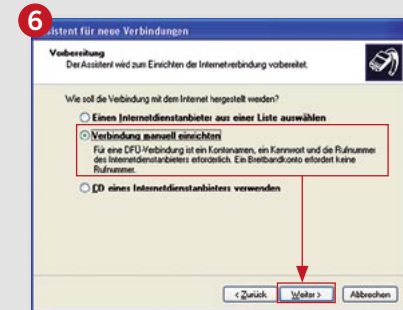 6
istent für neue Verbindungen
Vorbereitung
Der Assistent wird zum Einrichten der Internetverbindung vorbereitet.
Wie soll die Verbindung mit dem Internet hergestellt werden?
Einen Internetdienstanbieter aus einer Liste auswählen
Verbindung manuell einrichten
Für eine DFÜ-Verbindung ist ein Kontonamen, ein Kennwort und die Rufnummer
des Internetdienstanbieters erforderlich. Ein Breitbandkonto erfordert keine
Rufnummer.
CD eines Internetdienstanbieters verwenden
< Zurück Weiter > Abbrechen